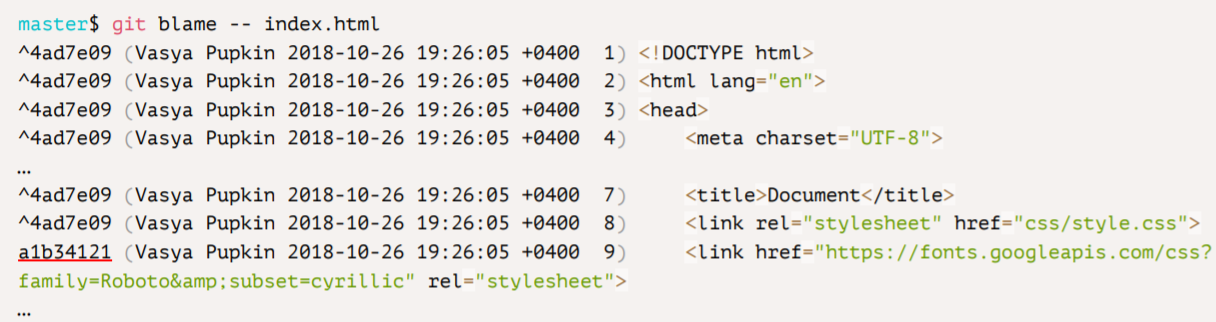 master$ git blame -- index.html
^4ad7e09 (Vasya Pupkin 2018-10-26 19:26:05 +0400  1) <!DOCTYPE html>
^4ad7e09 (Vasya Pupkin 2018-10-26 19:26:05 +0400  2) <html lang="en">
^4ad7e09 (Vasya Pupkin 2018-10-26 19:26:05 +0400  3) <head>
^4ad7e09 (Vasya Pupkin 2018-10-26 19:26:05 +0400  4)     <meta charset="UTF-8">
…
^4ad7e09 (Vasya Pupkin 2018-10-26 19:26:05 +0400  7)     <title>Document</title>
^4ad7e09 (Vasya Pupkin 2018-10-26 19:26:05 +0400  8)     <link rel="stylesheet" href="css/style.css">
a1b34121 (Vasya Pupkin 2018-10-26 19:26:05 +0400  9)     <link href="https://fonts.googleapis.com/css?
family=Roboto&amp;subset=cyrillic" rel="stylesheet">
…